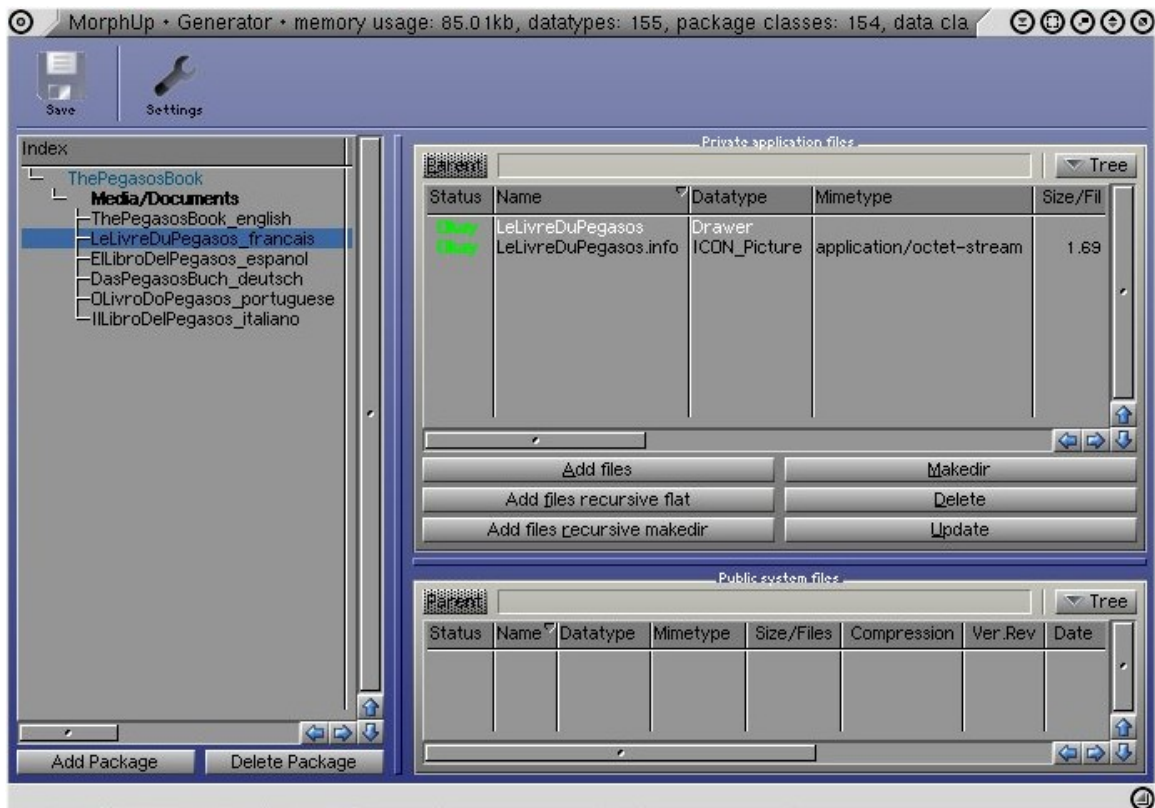 MorphUp • Generator • memory usage: 85.01kb, datatypes: 155, package classes: 154, data cla
Save
Settings
Index
ThePegasosBook
Media/Documents
ThePegasosBook_english
LeLivreDuPegasos_francais
ElLibroDelPegasos_espanol
DasPegasosBuch_deutsch
OLivroDoPegasos_portuguese
IlLibroDelPegasos_italiano
Add Package
Delete Package
Private application files
Parent
Tree
Status Name Datatype Mimetype Size/Fil
Okay LeLivreDuPegasos Drawer
Okay LeLivreDuPegasos.info ICON_Picture application/octet-stream 1.69
Add files
Makedir
Add files recursive flat
Delete
Add files recursive makedir
Update
Public system files
Parent
Tree
Status Name Datatype Mimetype Size/Files Compression Ver.Rev Date